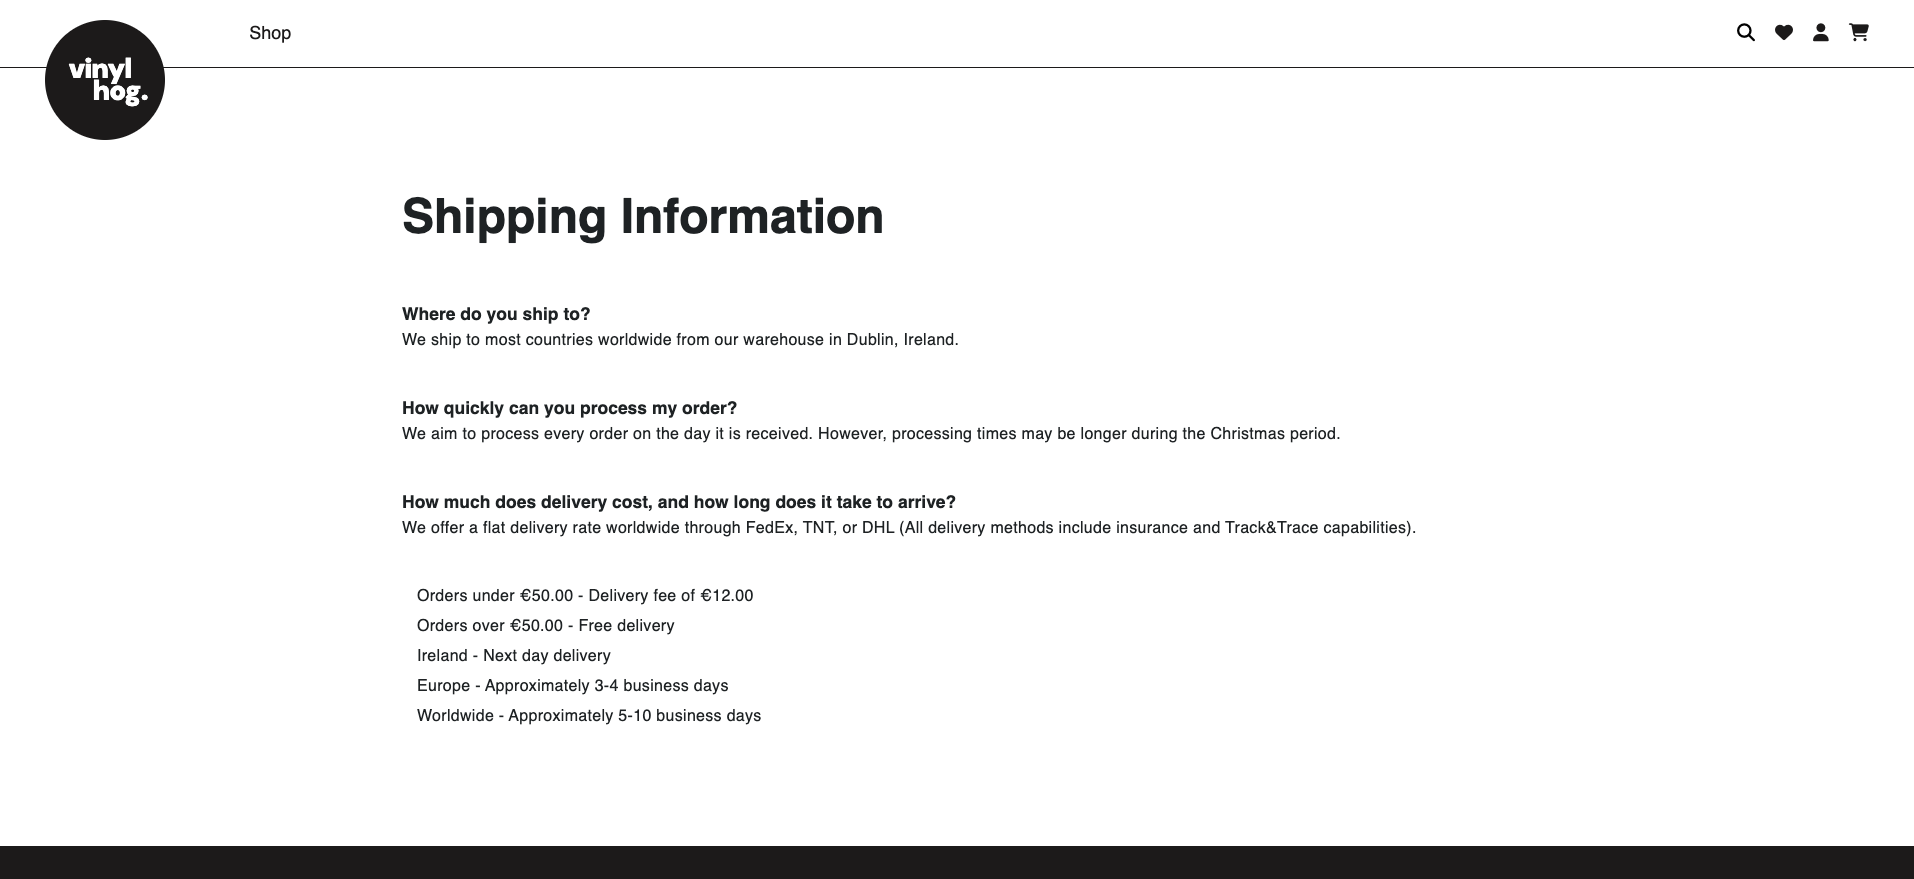 Shop
vinyl
hog.
Shipping Information
Where do you ship to?
We ship to most countries worldwide from our warehouse in Dublin, Ireland.
How quickly can you process my order?
We aim to process every order on the day it is received. However, processing times may be longer during the Christmas period.
How much does delivery cost, and how long does it take to arrive?
We offer a flat delivery rate worldwide through FedEx, TNT, or DHL (All delivery methods include insurance and Track&Trace capabilities).
Orders under €50.00 - Delivery fee of €12.00
Orders over €50.00 - Free delivery
Ireland - Next day delivery
Europe - Approximately 3-4 business days
Worldwide - Approximately 5-10 business days